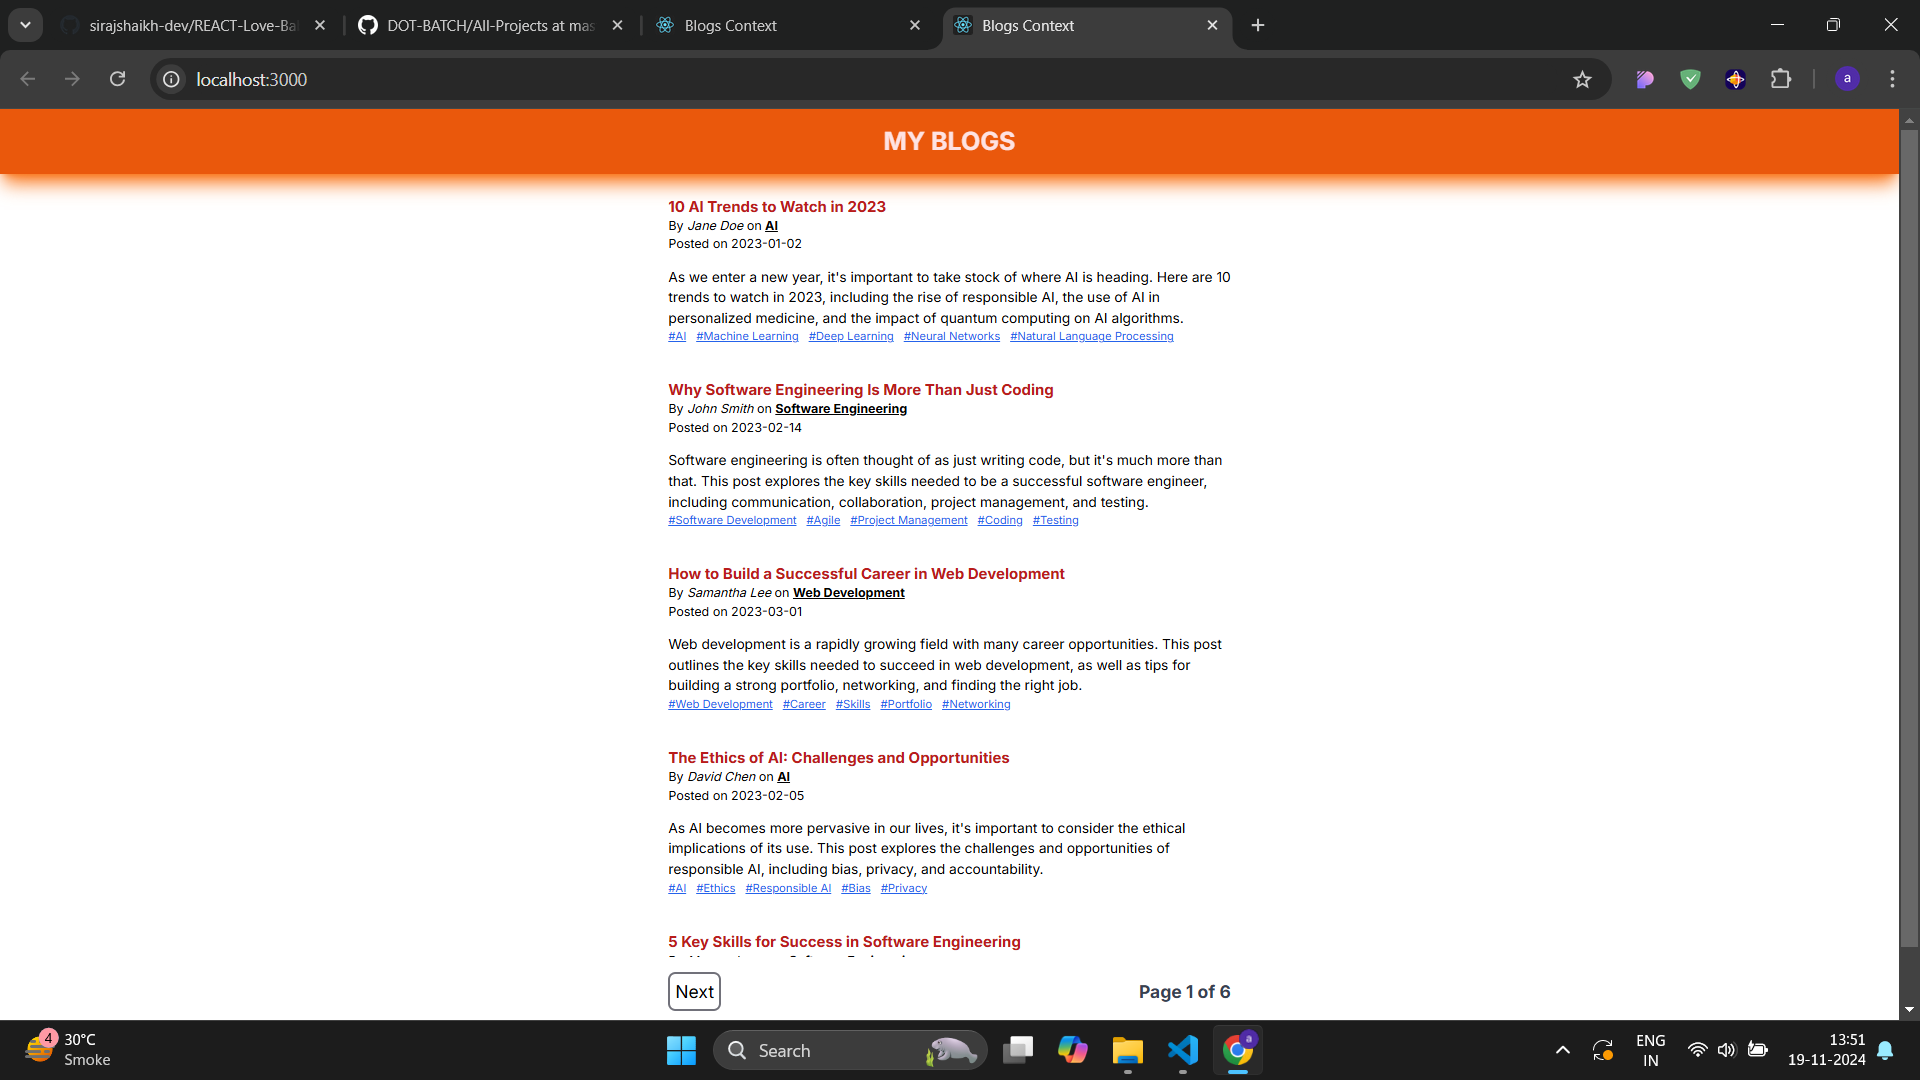 sirajshaikh-dev/REACT-Love-Ba
DOT-BATCH/All-Projects at mas
Blogs Context
Blogs Context
localhost:3000
a
MY BLOGS
10 AI Trends to Watch in 2023
By Jane Doe on AI
Posted on 2023-01-02
As we enter a new year, it's important to take stock of where AI is heading. Here are 10
trends to watch in 2023, including the rise of responsible AI, the use of AI in
personalized medicine, and the impact of quantum computing on AI algorithms.
#AI #Machine Learning #Deep Learning #Neural Networks #Natural Language Processing
Why Software Engineering Is More Than Just Coding
By John Smith on Software Engineering
Posted on 2023-02-14
Software engineering is often thought of as just writing code, but it's much more than
that. This post explores the key skills needed to be a successful software engineer,
including communication, collaboration, project management, and testing.
#Software Development #Agile #Project Management #Coding #Testing
How to Build a Successful Career in Web Development
By Samantha Lee on Web Development
Posted on 2023-03-01
Web development is a rapidly growing field with many career opportunities. This post
outlines the key skills needed to succeed in web development, as well as tips for
building a strong portfolio, networking, and finding the right job.
#Web Development #Career #Skills #Portfolio #Networking
The Ethics of AI: Challenges and Opportunities
By David Chen on AI
Posted on 2023-02-05
As AI becomes more pervasive in our lives, it's important to consider the ethical
implications of its use. This post explores the challenges and opportunities of
responsible AI, including bias, privacy, and accountability.
#AI #Ethics #Responsible AI #Bias #Privacy
5 Key Skills for Success in Software Engineering
Next
Page 1 of 6
4
30°C
Smoke
Search
a
ENG
IN
13:51
19-11-2024